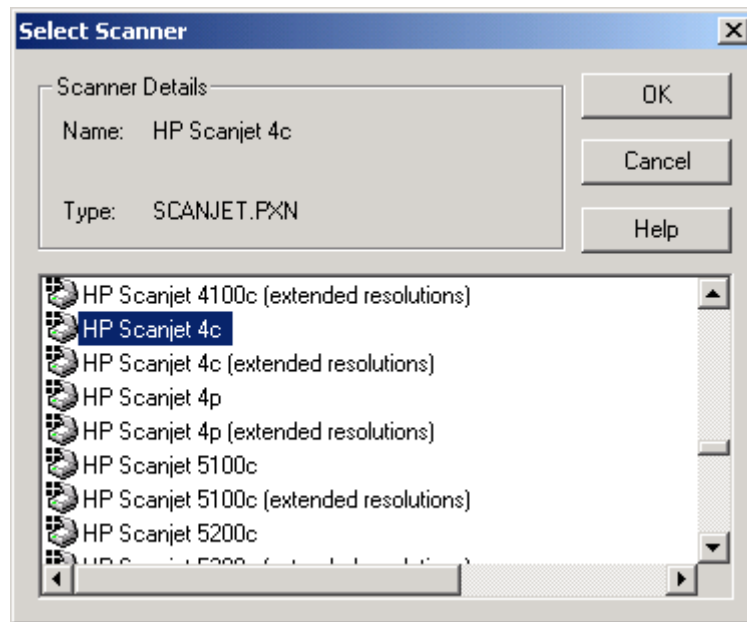 Select Scanner
Scanner Details
Name: HP Scanjet 4c
Type: SCANJET.PXN
OK
Cancel
Help
HP Scanjet 4100c (extended resolutions)
HP Scanjet 4c
HP Scanjet 4c (extended resolutions)
HP Scanjet 4p
HP Scanjet 4p (extended resolutions)
HP Scanjet 5100c
HP Scanjet 5100c (extended resolutions)
HP Scanjet 5200c